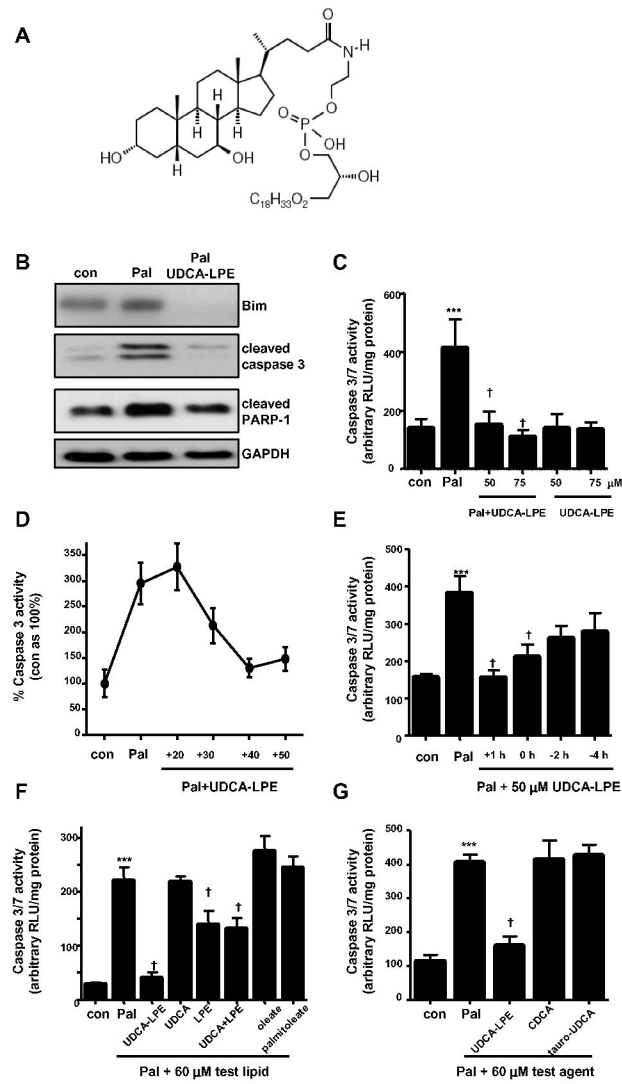 A
O
N-H
O
O
P
OH
O
OH
C18H33O2
H
H
H
HO
H
OH
B
con
Pal
Pal
UDCA-LPE
Bim
cleaved
caspase 3
cleaved
PARP-1
GAPDH
C
Caspase 3/7 activity
(arbitrary RLU/mg protein)
600
400
200
0
***
†
†
con
Pal
50
75
50
75
µM
Pal+UDCA-LPE
UDCA-LPE
D
% Caspase 3 activity
(con as 100%)
350
300
250
200
150
100
50
0
con
Pal
+20
+30
+40
+50
Pal+UDCA-LPE
E
Caspase 3/7 activity
(arbitrary RLU/mg protein)
500
400
300
200
100
0
***
†
†
con
Pal
+1 h
0 h
-2 h
-4 h
Pal + 50 µM UDCA-LPE
F
Caspase 3/7 activity
(arbitrary RLU/mg protein)
300
200
100
0
***
†
†
†
con
Pal
UDCA-LPE
UDCA
LPE
UDCA+LPE
oleate
palmitoleate
Pal + 60 µM test lipid
G
Caspase 3/7 activity
(arbitrary RLU/mg protein)
500
400
300
200
100
0
***
†
con
Pal
UDCA-LPE
CDCA
tauro-UDCA
Pal + 60 µM test agent